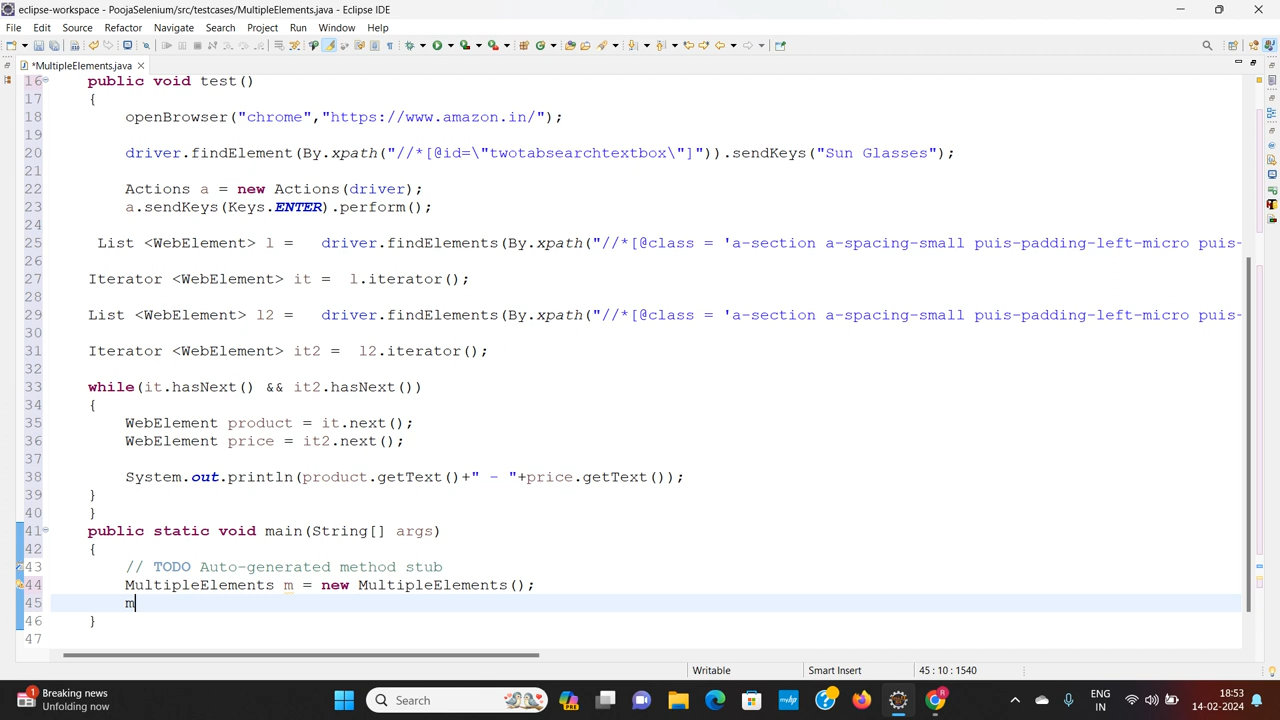 eclipse-workspace - PoojaSelenium/src/testcases/MultipleElements.java - Eclipse IDE
File Edit Source Refactor Navigate Search Project Run Window Help
*MultipleElements.java
16 public void test()
17 {
18 openBrowser("chrome","https://www.amazon.in/");
19
20 driver.findElement(By.xpath("//*[@id=\"twotabsearchtextbox\"]")).sendKeys("Sun Glasses");
21
22 Actions a = new Actions(driver);
23 a.sendKeys(Keys.ENTER).perform();
24
25 List <WebElement> l = driver.findElements(By.xpath("//*[@class = 'a-section a-spacing-small puis-padding-left-micro puis-
26
27 Iterator <WebElement> it = l.iterator();
28
29 List <WebElement> l2 = driver.findElements(By.xpath("//*[@class = 'a-section a-spacing-small puis-padding-left-micro puis-
30
31 Iterator <WebElement> it2 = l2.iterator();
32
33 while(it.hasNext() && it2.hasNext())
34 {
35 WebElement product = it.next();
36 WebElement price = it2.next();
37
38 System.out.println(product.getText()+" - "+price.getText());
39 }
40 }
41 public static void main(String[] args)
42 {
43 // TODO Auto-generated method stub
44 MultipleElements m = new MultipleElements();
45 m
46 }
47
Writable Smart Insert 45 : 10 : 1540
1 Breaking news Search ENG 18:53
Unfolding now IN 14-02-2024